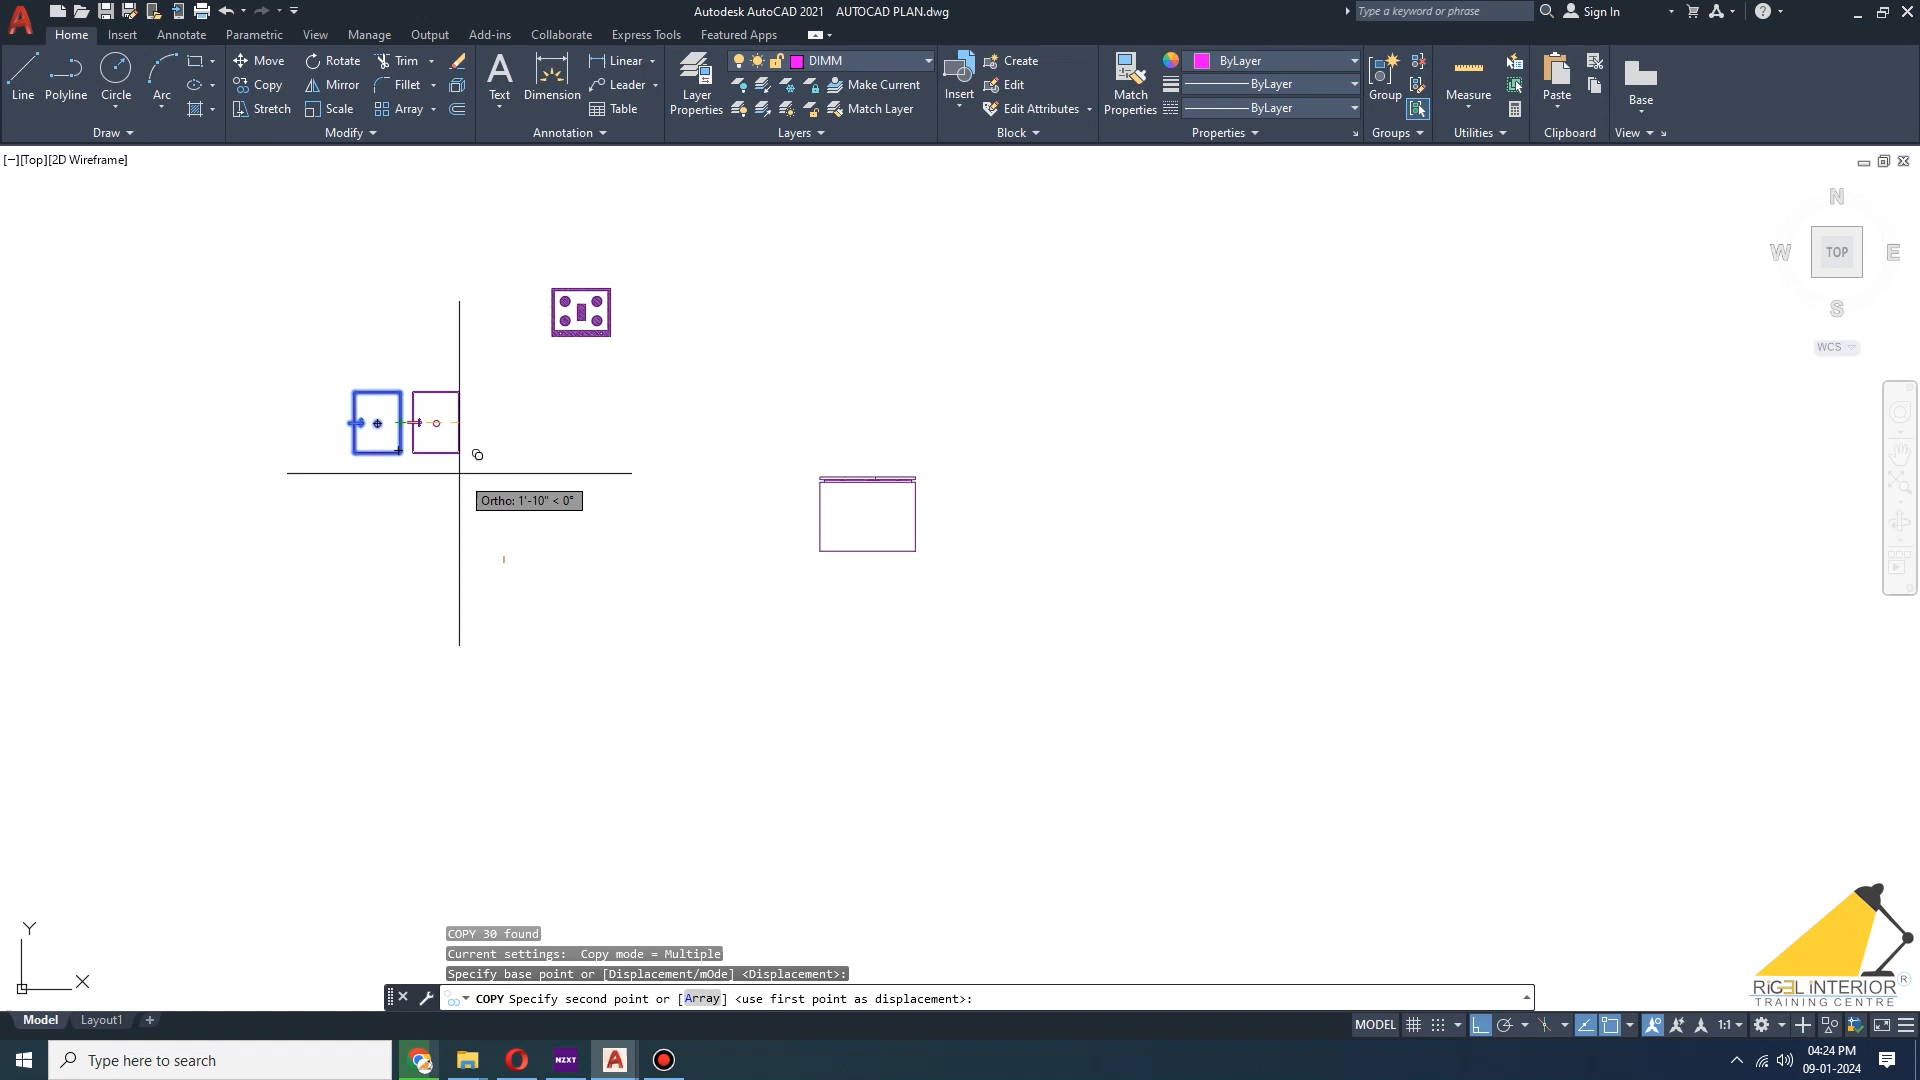 Autodesk AutoCAD 2021 AUTOCAD PLAN.dwg
Type a keyword or phrase
Sign In
Home Insert Annotate Parametric View Manage Output Add-ins Collaborate Express Tools Featured Apps
Line Polyline Circle Arc
Draw
Move Rotate Trim
Copy Mirror Fillet
Stretch Scale Array
Modify
Text Dimension
Linear
Leader
Table
Annotation
Layer Properties
DIMM
Make Current
Match Layer
Layers
Insert
Create
Edit
Edit Attributes
Block
Match Properties
ByLayer
ByLayer
ByLayer
Properties
Group
Groups
Measure
Utilities
Paste
Clipboard
Base
View
[−][Top][2D Wireframe]
N
W TOP E
S
WCS
Ortho: 1'-10" < 0°
Y
X
COPY 30 found
Current settings: Copy mode = Multiple
Specify base point or [Displacement/mOde] <Displacement>:
COPY Specify second point or [Array] <use first point as displacement>:
RIGEL INTERIOR
TRAINING CENTRE
®
Model Layout1 +
MODEL 1:1
Type here to search
NZXT
04:24 PM
09-01-2024